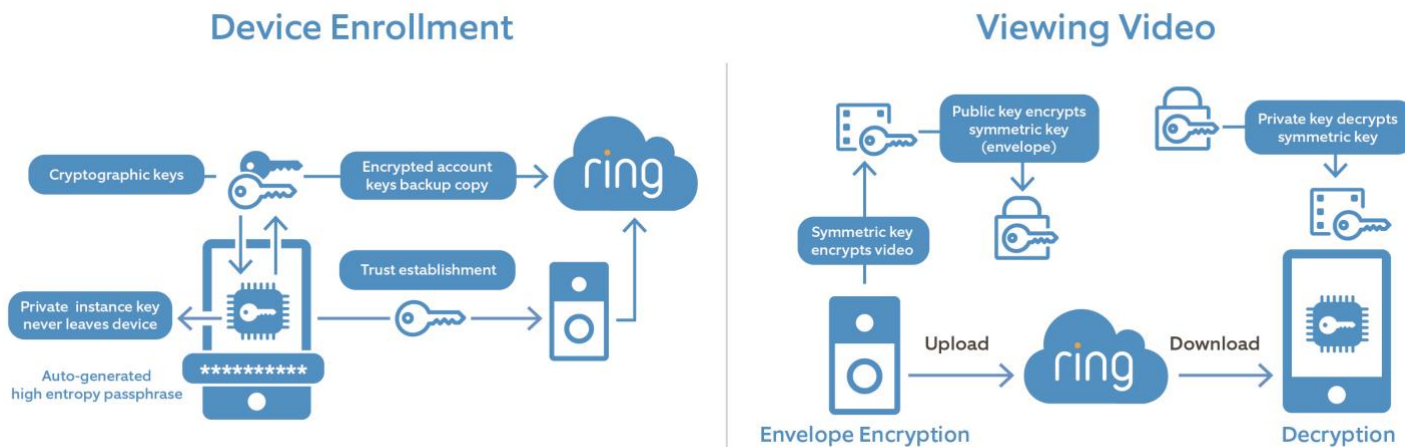 Device Enrollment
Cryptographic keys
Encrypted account
keys backup copy
ring
Trust establishment
Private instance key
never leaves device
**********
Auto-generated
high entropy passphrase
Viewing Video
Public key encrypts
symmetric key
(envelope)
Private key decrypts
symmetric key
Symmetric key
encrypts video
Upload
ring
Download
Envelope Encryption
Decryption